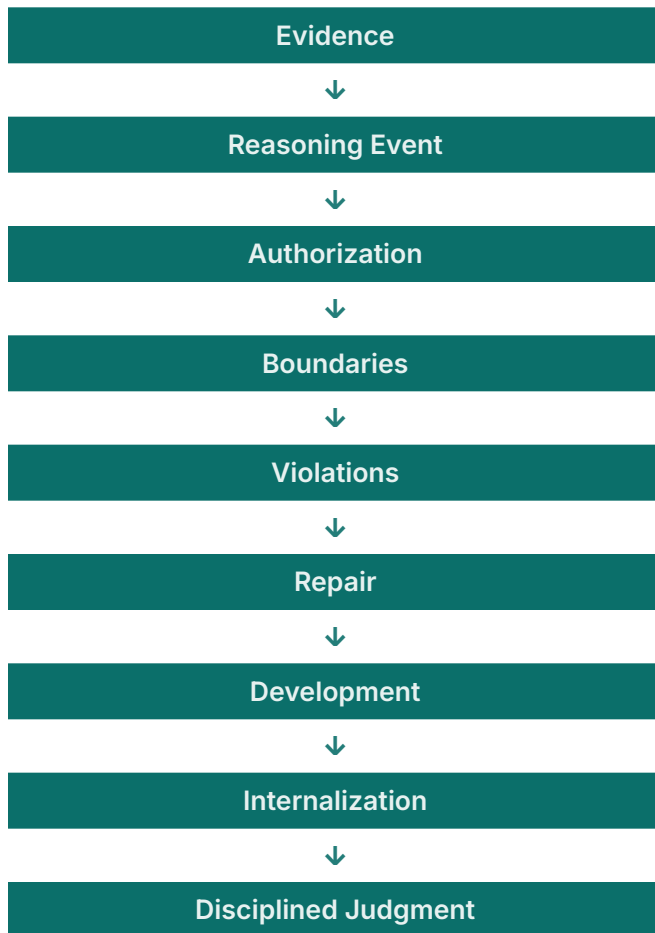 Evidence
↓
Reasoning Event
↓
Authorization
↓
Boundaries
↓
Violations
↓
Repair
↓
Development
↓
Internalization
↓
Disciplined Judgment